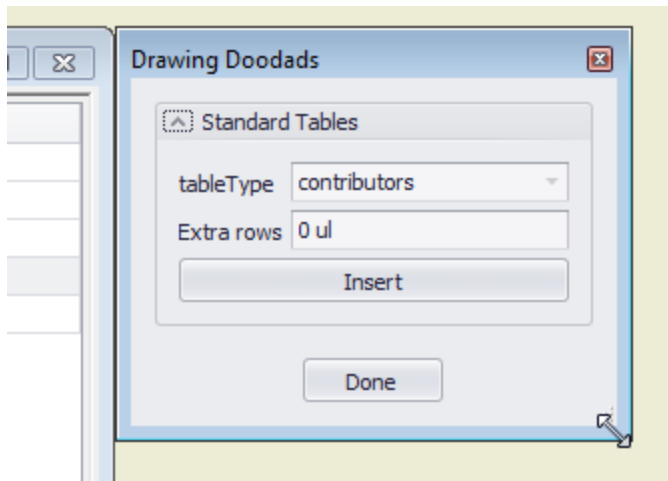 Drawing Doodads
Standard Tables
tableType contributors
Extra rows 0 ul
Insert
Done